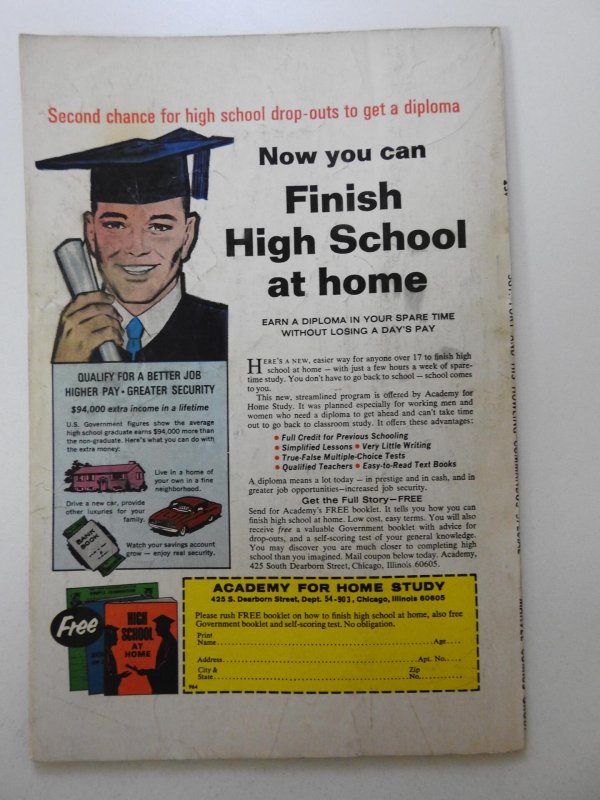 Second chance for high school drop-outs to get a diploma
Now you can
Finish
High School
at home
EARN A DIPLOMA IN YOUR SPARE TIME
WITHOUT LOSING A DAY'S PAY
HERE'S A NEW, easier way for anyone over 17 to finish high
school at home — with just a few hours a week of spare-
time study. You don't have to go back to school – school comes
to you.
This new, streamlined program is offered by Academy for
Home Study. It was planned especially for working men and
women who need a diploma to get ahead and can't take time
out to go back to classroom study. It offers these advantages:
• Full Credit for Previous Schooling
• Simplified Lessons • Very Little Writing
• True-False Multiple-Choice Tests
• Qualified Teachers • Easy-to-Read Text Books
A diploma means a lot today – in prestige and in cash, and in
greater job opportunities–increased job security.
Get the Full Story–FREE
Send for Academy's FREE booklet. It tells you how you can
finish high school at home. Low cost, easy terms. You will also
receive free a valuable Government booklet with advice for
drop-outs, and a self-scoring test of your general knowledge.
You may discover you are much closer to completing high
school than you imagined. Mail coupon below today. Academy,
425 South Dearborn Street, Chicago, Illinois 60605.
QUALIFY FOR A BETTER JOB
HIGHER PAY • GREATER SECURITY
$94,000 extra income in a lifetime
U.S. Government figures show the average
high school graduate earns $94,000 more than
the non-graduate. Here's what you can do with
the extra money:
Live in a home of
your own in a fine
neighborhood.
Drive a new car, provide
other luxuries for your
family.
BANK
BOOK
Watch your savings account
grow — enjoy real security.
Free
HIGH
SCHOOL
AT
HOME
ACADEMY FOR HOME STUDY
425 S. Dearborn Street, Dept. 54-903, Chicago, Illinois 60605
Please rush FREE booklet on how to finish high school at home, also free
Government booklet and self-scoring test. No obligation.
Print
Name Age
Address Apt. No.
City & Zip
State No.
964